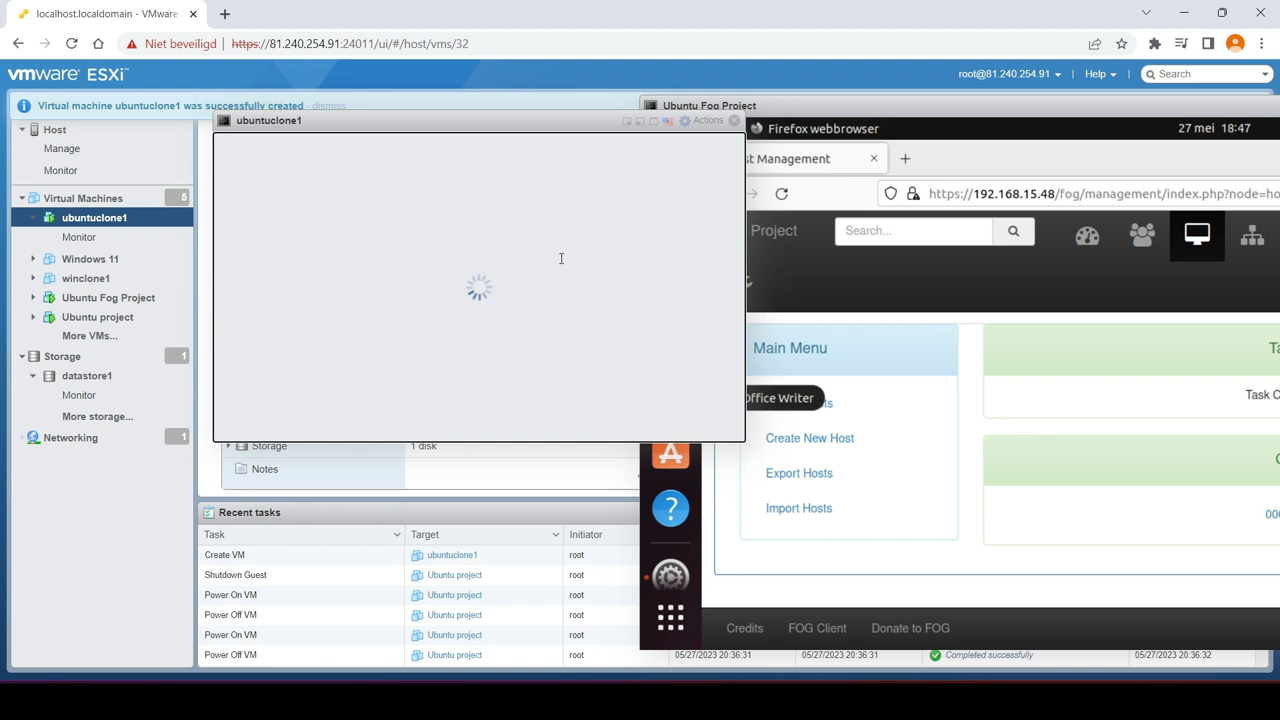 localhost.localdomain - VMware
Niet beveiligd
https://81.240.254.91:24011/ui/#/host/vms/32
vmware ESXi™
root@81.240.254.91
Help
Search
Virtual machine ubuntuclone1 was successfully created - dismiss
Ubuntu Fog Project
Host
Manage
Monitor
Virtual Machines
5
ubuntuclone1
Monitor
Windows 11
winclone1
Ubuntu Fog Project
Ubuntu project
More VMs...
Storage
1
datastore1
Monitor
More storage...
Networking
1
ubuntuclone1
Actions
Storage
1 disk
Notes
Firefox webbrowser
27 mei 18:47
st Management
https://192.168.15.48/fog/management/index.php?node=ho
Project
Search...
Main Menu
Office Writer
ts
Create New Host
Export Hosts
Import Hosts
Ta
Task C
000
Credits
FOG Client
Donate to FOG
Recent tasks
Task
Target
Initiator
Create VM
ubuntuclone1
root
Shutdown Guest
Ubuntu project
root
Power On VM
Ubuntu project
root
Power Off VM
Ubuntu project
root
Power On VM
Ubuntu project
root
Power Off VM
Ubuntu project
root
05/27/2023 20:36:31
05/27/2023 20:36:31
Completed successfully
05/27/2023 20:36:32